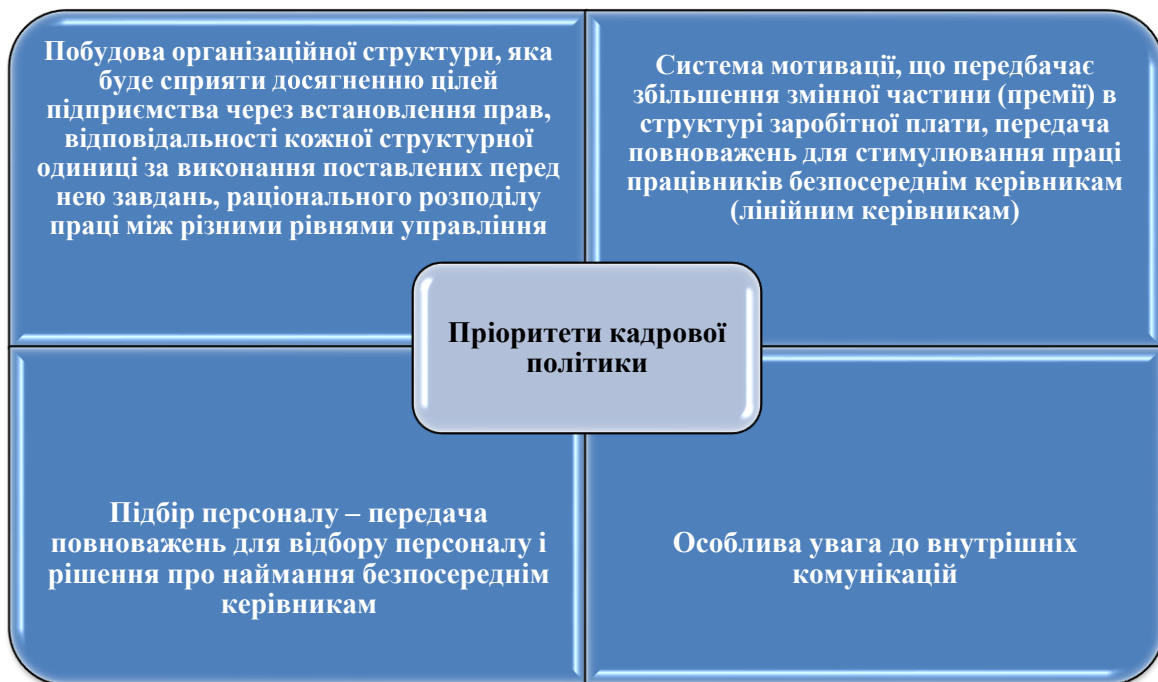 Побудова організаційної структури, яка
буде сприяти досягненню цілей
підприємства через встановлення прав,
відповідальності кожної структурної
одиниці за виконання поставлених перед
нею завдань, раціонального розподілу
праці між різними рівнями управління
Система мотивації, що передбачає
збільшення змінної частини (премії) в
структурі заробітної плати, передача
повноважень для стимулювання праці
працівників безпосереднім керівникам
(лінійним керівникам)
Пріоритети кадрової
політики
Підбір персоналу – передача
повноважень для відбору персоналу і
рішення про наймання безпосереднім
керівникам
Особлива увага до внутрішніх
комунікацій